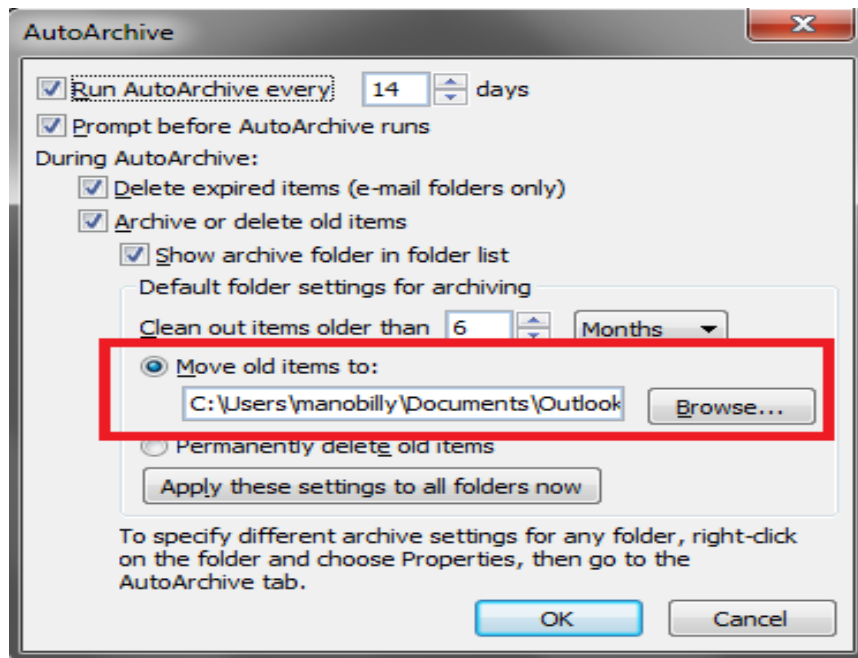 AutoArchive
Run AutoArchive every 14 days
Prompt before AutoArchive runs
During AutoArchive:
Delete expired items (e-mail folders only)
Archive or delete old items
Show archive folder in folder list
Default folder settings for archiving
Clean out items older than 6 Months
Move old items to:
C:\Users\manobilly\Documents\Outlook Browse...
Permanently delete old items
Apply these settings to all folders now
To specify different archive settings for any folder, right-click
on the folder and choose Properties, then go to the
AutoArchive tab.
OK Cancel